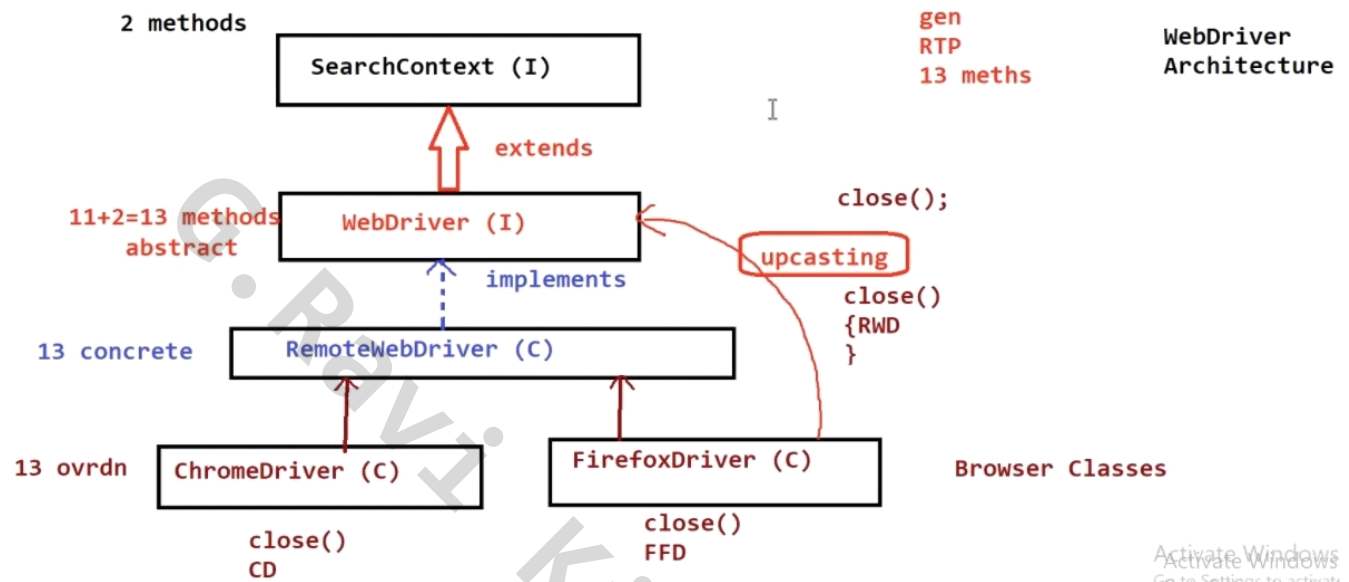 2 methods
SearchContext (I)
gen
RTP
13 meths
WebDriver
Architecture
extends
11+2=13 methods
abstract
WebDriver (I)
close();
upcasting
implements
close()
{RWD
}
13 concrete
RemoteWebDriver (C)
13 ovrdn
ChromeDriver (C)
FirefoxDriver (C)
Browser Classes
close()
CD
close()
FFD
G.Ravi
Activate Windows